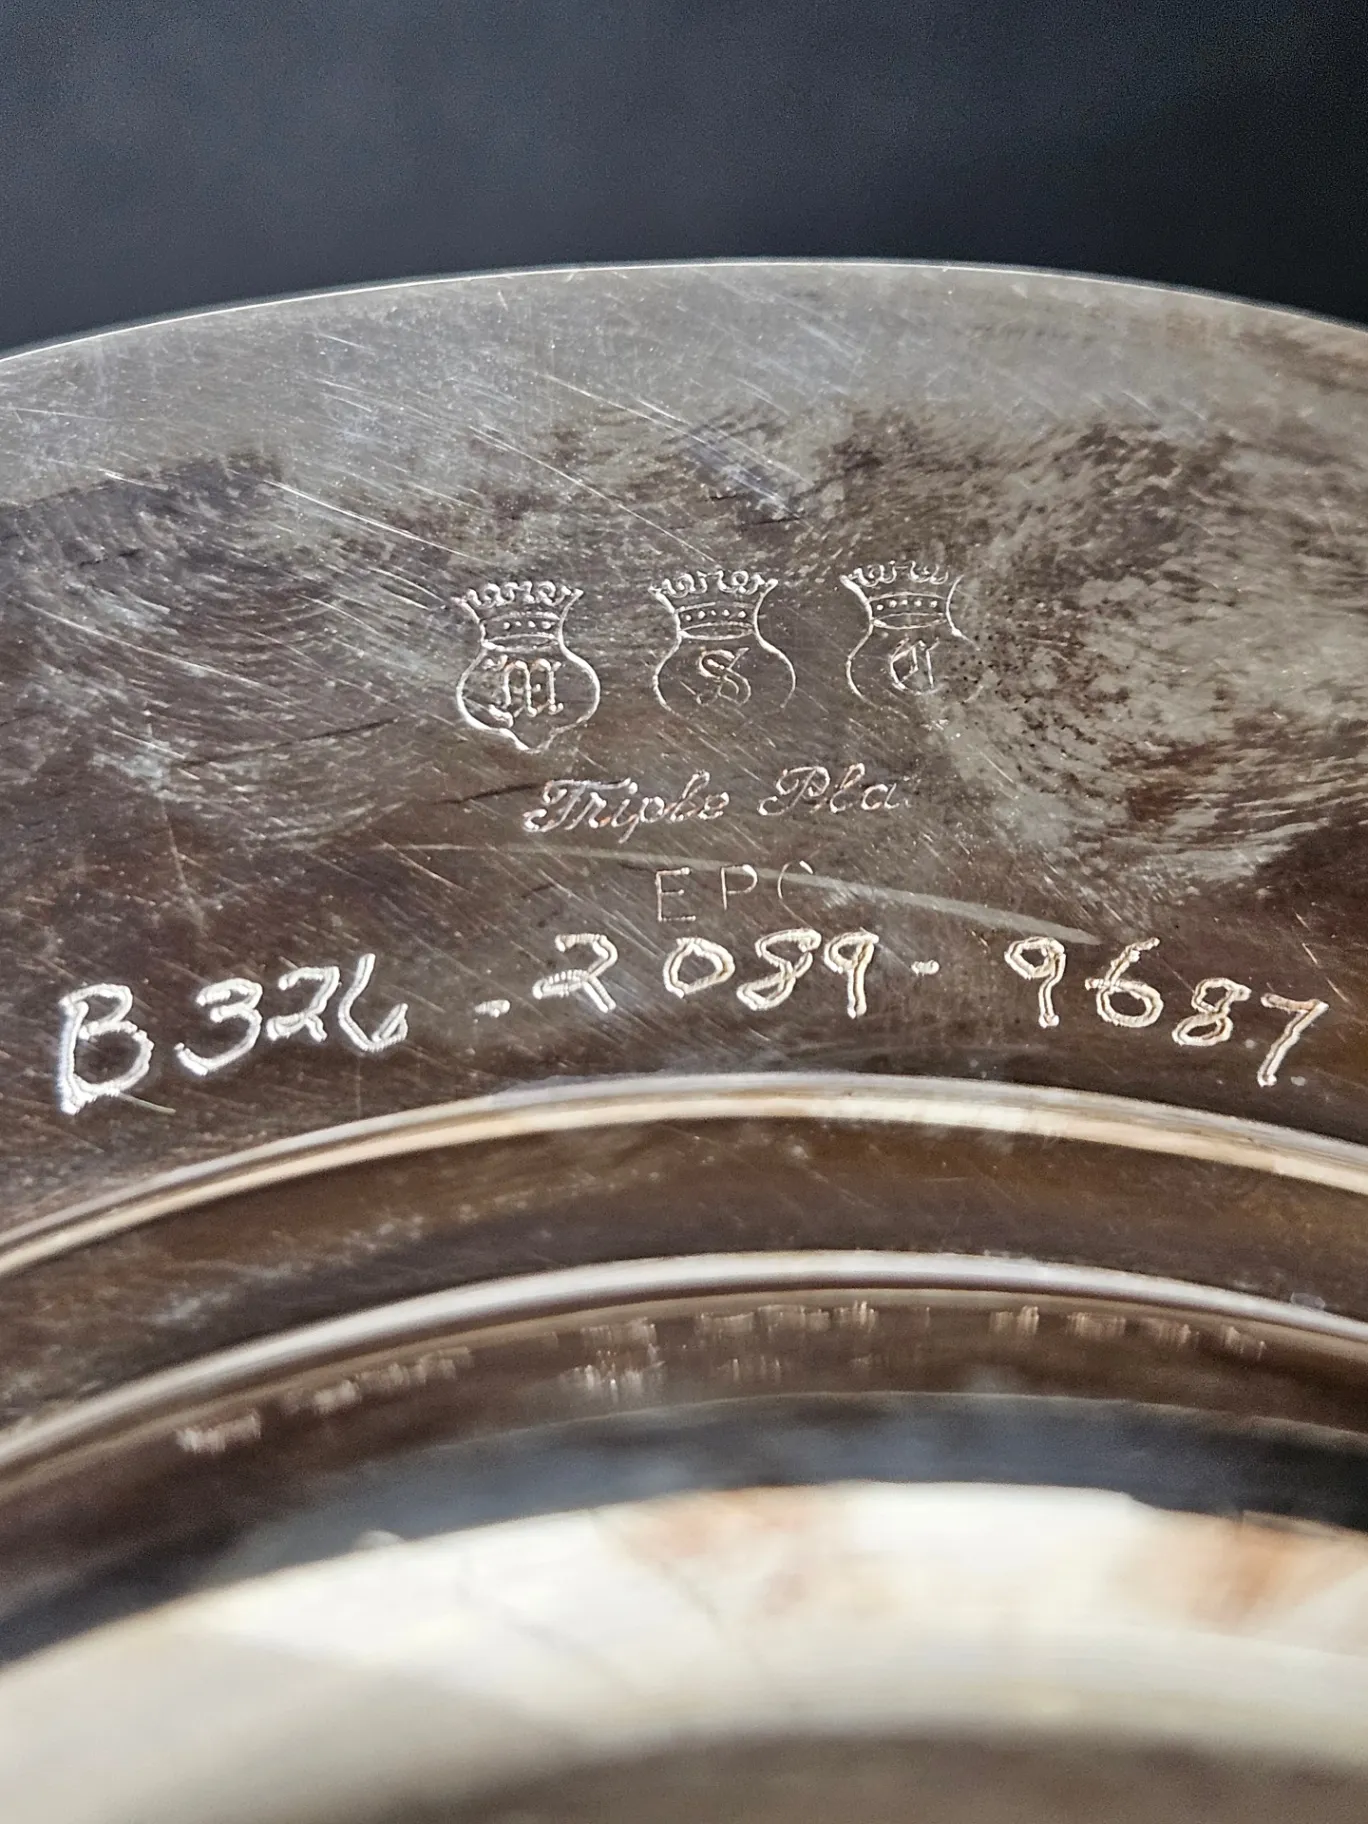 M S C
Triple Pla
EPC
B326-2089-9687